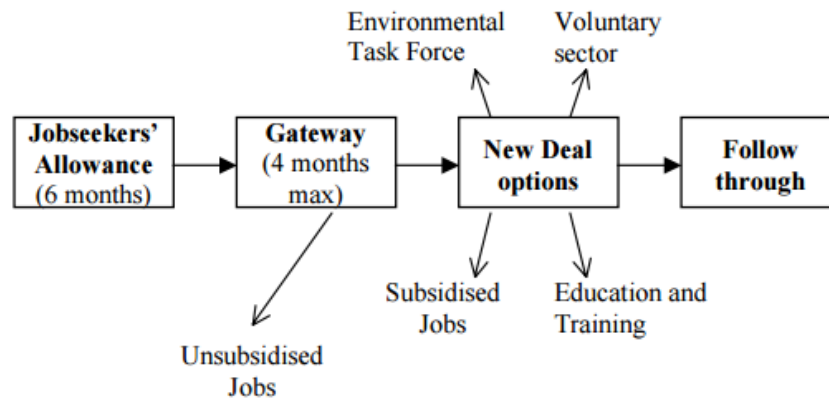 Environmental
Task Force
Voluntary
sector
Jobseekers’
Allowance
(6 months)
Gateway
(4 months
max)
New Deal
options
Follow
through
Subsidised
Jobs
Education and
Training
Unsubsidised
Jobs